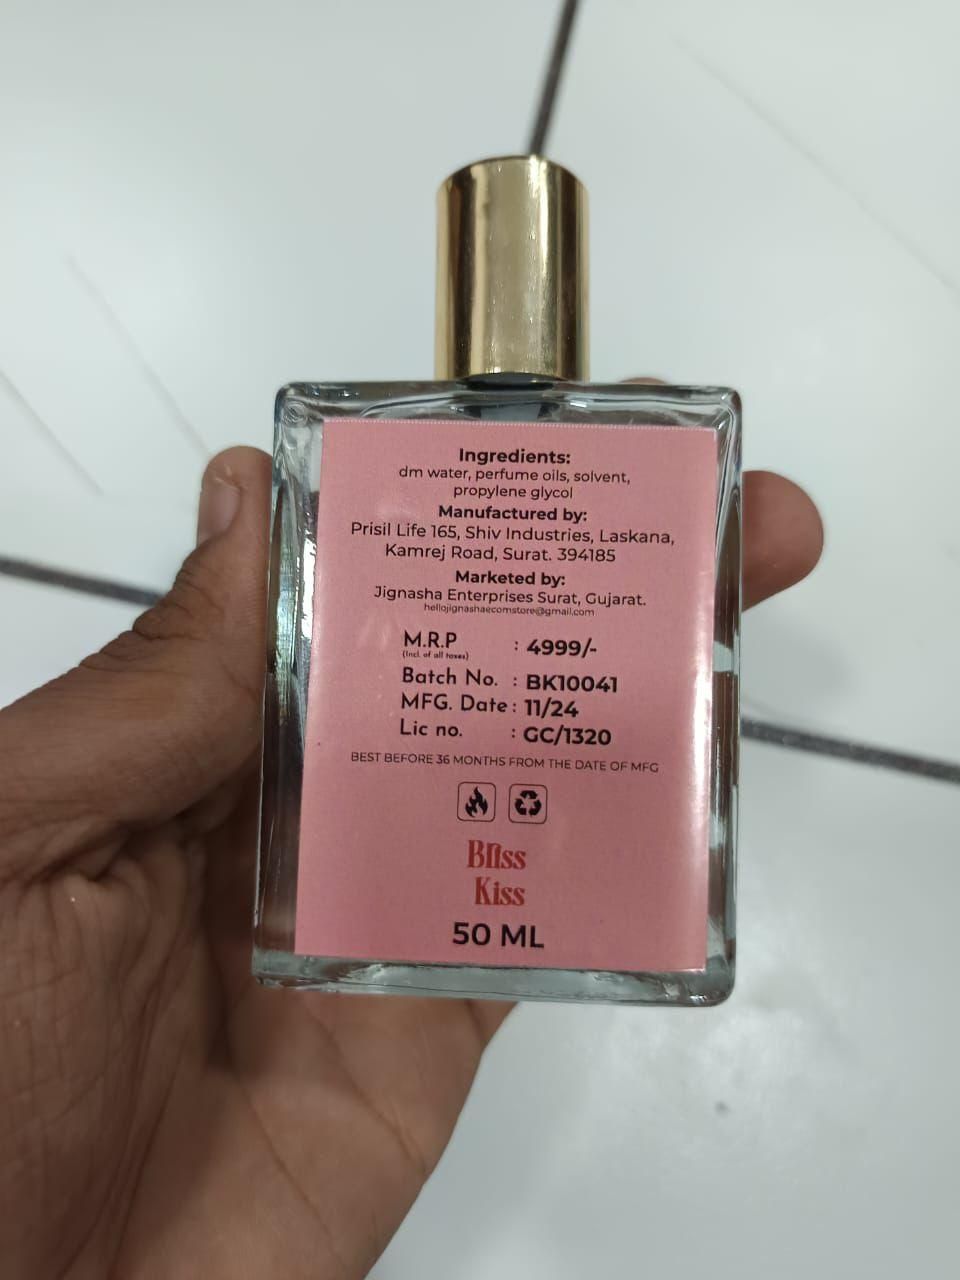 Ingredients:
dm water, perfume oils, solvent,
propylene glycol
Manufactured by:
Prisil Life 165, Shiv Industries, Laskana,
Kamrej Road, Surat. 394185
Marketed by:
Jignasha Enterprises Surat, Gujarat.
hellojignashaecomstore@gmail.com
M.R.P : 4999/-
(Incl. of all taxes)
Batch No. : BK10041
MFG. Date : 11/24
Lic no. : GC/1320
BEST BEFORE 36 MONTHS FROM THE DATE OF MFG
Bliss
Kiss
50 ML